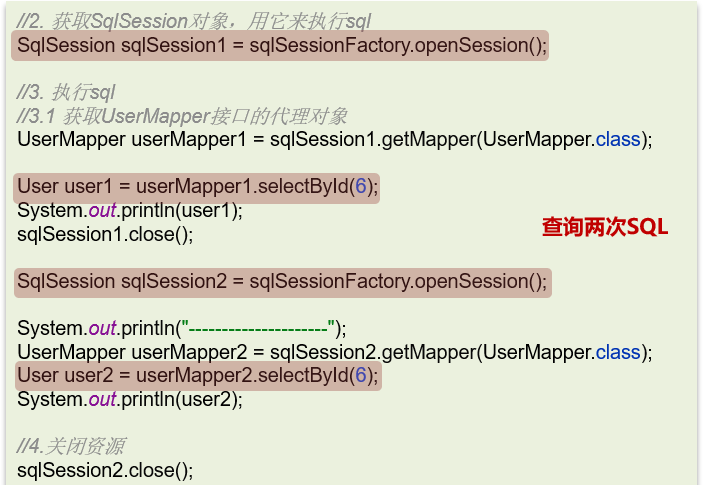 //2. 获取SqlSession对象，用它来执行sql
SqlSession sqlSession1 = sqlSessionFactory.openSession();
//3. 执行sql
//3.1 获取UserMapper接口的代理对象
UserMapper userMapper1 = sqlSession1.getMapper(UserMapper.class);
User user1 = userMapper1.selectById(6);
System.out.println(user1);
sqlSession1.close();
查询两次SQL
SqlSession sqlSession2 = sqlSessionFactory.openSession();
System.out.println("---------------------");
UserMapper userMapper2 = sqlSession2.getMapper(UserMapper.class);
User user2 = userMapper2.selectById(6);
System.out.println(user2);
//4.关闭资源
sqlSession2.close();